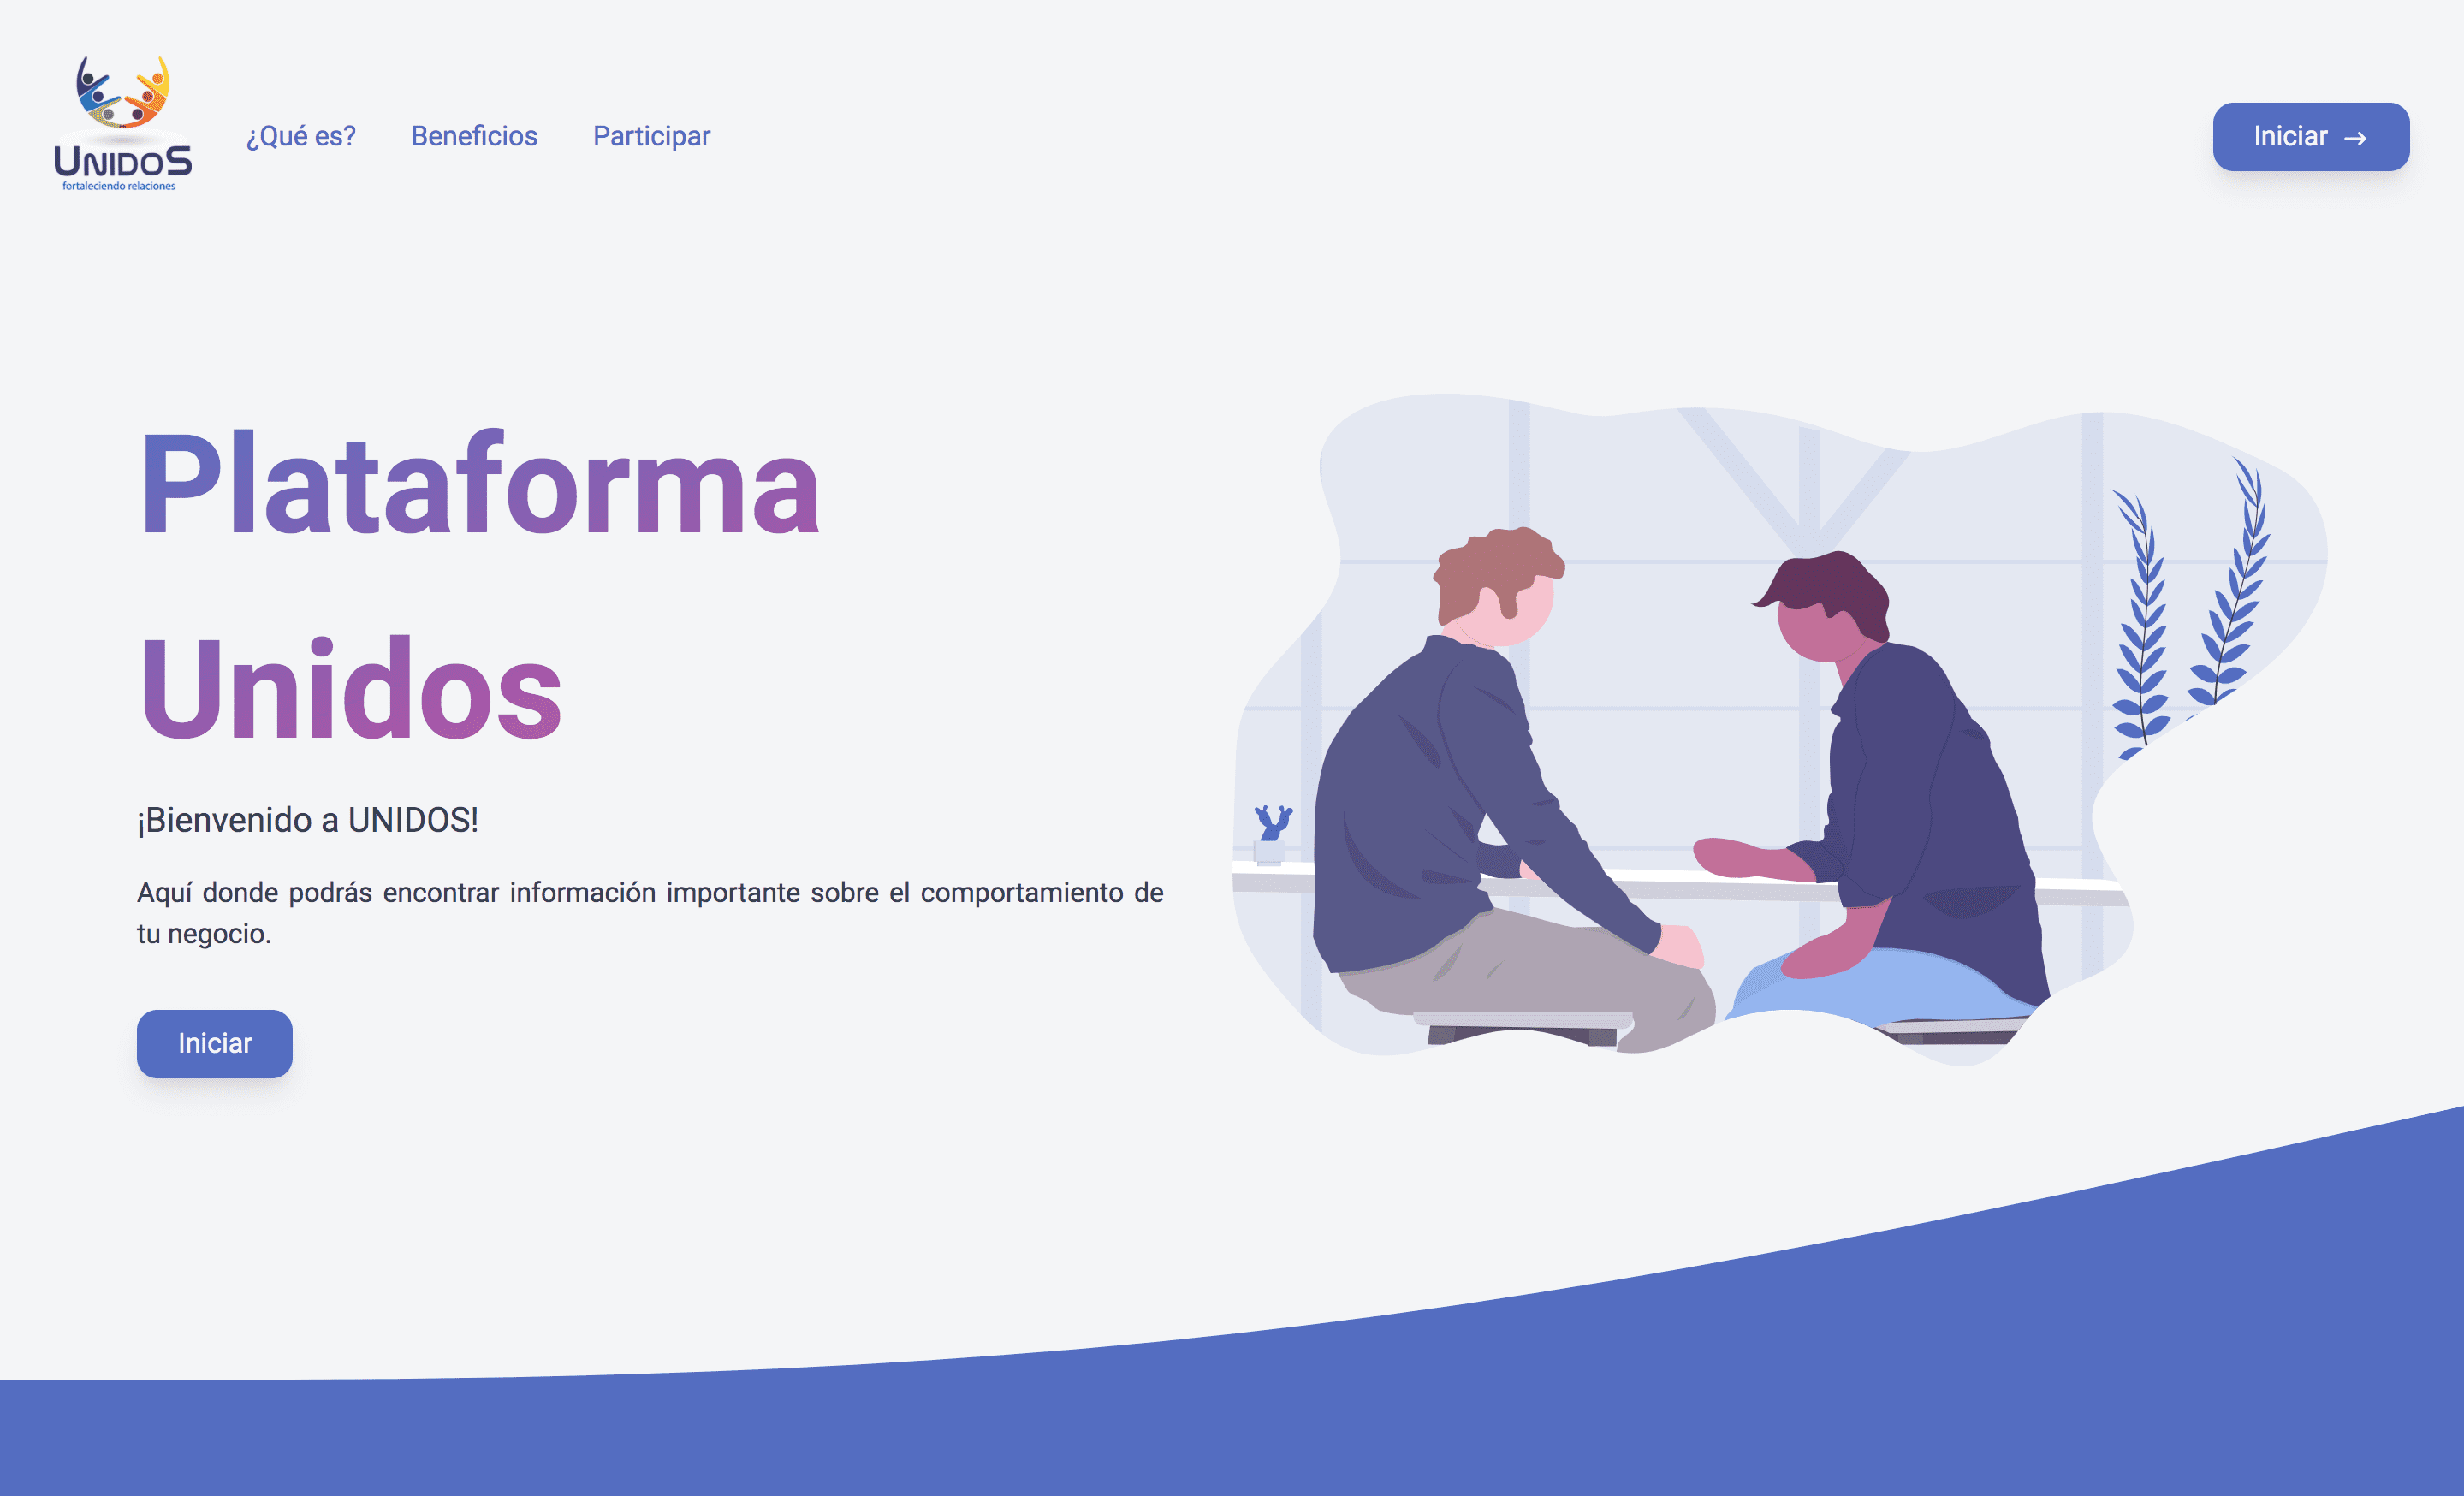 UNIDOS
fortaleciendo relaciones
¿Qué es?
Beneficios
Participar
Iniciar →
Plataforma
Unidos
¡Bienvenido a UNIDOS!
Aquí donde podrás encontrar información importante sobre el comportamiento de
tu negocio.
Iniciar